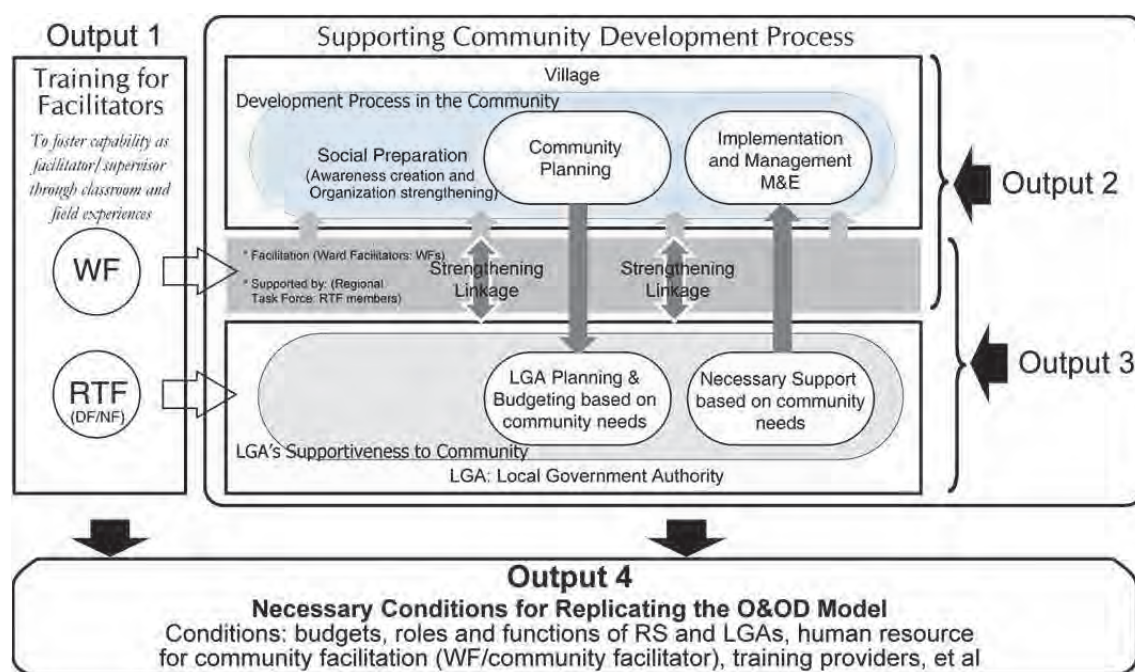 Output 1
Training for
Facilitators
To foster capability as
facilitator/ supervisor
through classroom and
field experiences
WF
RTF
(DF/NF)
Supporting Community Development Process
Village
Development Process in the Community
Social Preparation
(Awareness creation and
Organization strengthening)
Community
Planning
Implementation
and Management
M&E
Output 2
* Facilitation (Ward Facilitators: WFs)
* Supported by: (Regional
Task Force: RTF members)
Strengthening
Linkage
Strengthening
Linkage
Output 3
LGA Planning &
Budgeting based on
community needs
Necessary Support
based on community
needs
LGA's Supportiveness to Community
LGA: Local Government Authority
Output 4
Necessary Conditions for Replicating the O&OD Model
Conditions: budgets, roles and functions of RS and LGAs, human resource
for community facilitation (WF/community facilitator), training providers, et al